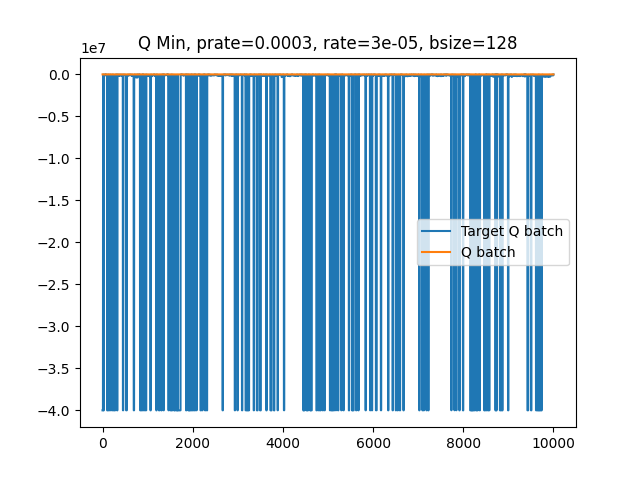 Q Min, prate=0.0003, rate=3e-05, bsize=128
1e7
0.0
−0.5
−1.0
−1.5
−2.0
−2.5
−3.0
−3.5
−4.0
Target Q batch
Q batch
0 2000 4000 6000 8000 10000